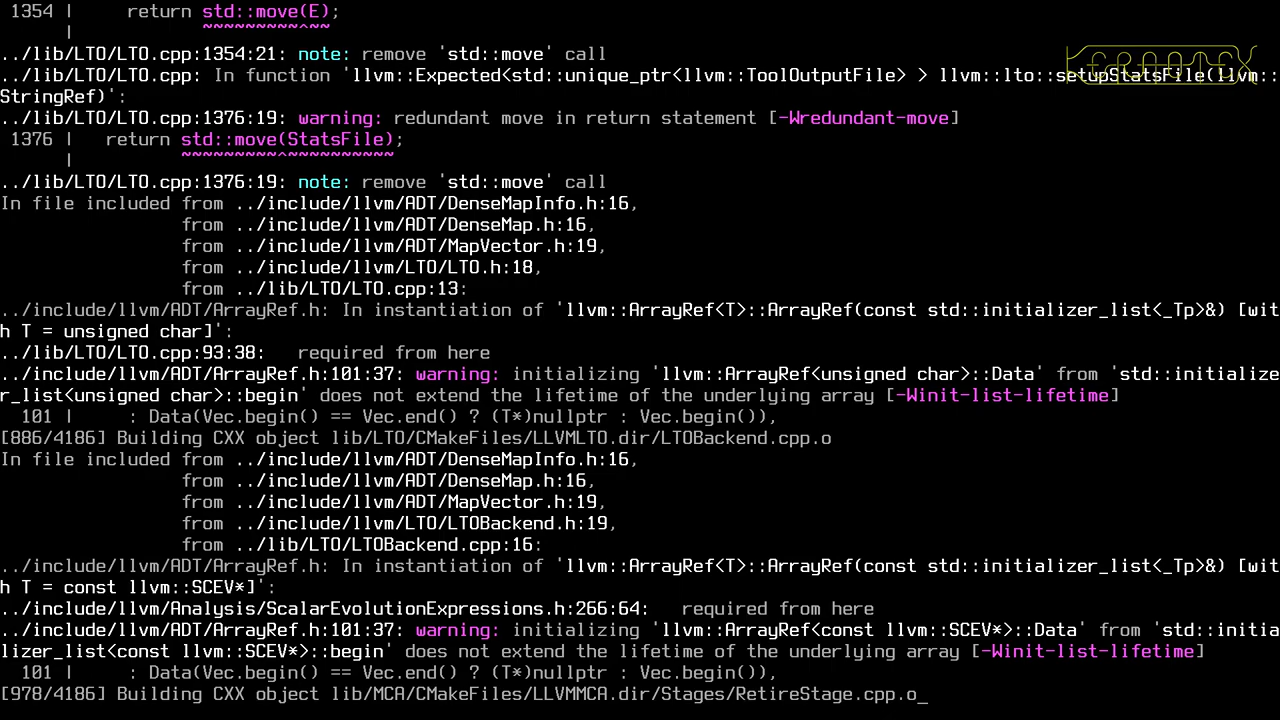 1354 |     return std::move(E);
     |            ~~~~~~~~~^~~
../lib/LTO/LTO.cpp:1354:21: note: remove 'std::move' call
../lib/LTO/LTO.cpp: In function 'llvm::Expected<std::unique_ptr<llvm::ToolOutputFile> > llvm::lto::setupStatsFile(llvm::
StringRef)':
../lib/LTO/LTO.cpp:1376:19: warning: redundant move in return statement [-Wredundant-move]
1376 |   return std::move(StatsFile);
     |          ~~~~~~~~~^~~~~~~~~~~
../lib/LTO/LTO.cpp:1376:19: note: remove 'std::move' call
In file included from ../include/llvm/ADT/DenseMapInfo.h:16,
                 from ../include/llvm/ADT/DenseMap.h:16,
                 from ../include/llvm/ADT/MapVector.h:19,
                 from ../include/llvm/LTO/LTO.h:18,
                 from ../lib/LTO/LTO.cpp:13:
../include/llvm/ADT/ArrayRef.h: In instantiation of 'llvm::ArrayRef<T>::ArrayRef(const std::initializer_list<_Tp>&) [wit
h T = unsigned char]':
../lib/LTO/LTO.cpp:93:38:   required from here
../include/llvm/ADT/ArrayRef.h:101:37: warning: initializing 'llvm::ArrayRef<unsigned char>::Data' from 'std::initialize
r_list<unsigned char>::begin' does not extend the lifetime of the underlying array [-Winit-list-lifetime]
  101 |     : Data(Vec.begin() == Vec.end() ? (T*)nullptr : Vec.begin()),
[886/4186] Building CXX object lib/LTO/CMakeFiles/LLVMLTO.dir/LTOBackend.cpp.o
In file included from ../include/llvm/ADT/DenseMapInfo.h:16,
                 from ../include/llvm/ADT/DenseMap.h:16,
                 from ../include/llvm/ADT/MapVector.h:19,
                 from ../include/llvm/LTO/LTOBackend.h:19,
                 from ../lib/LTO/LTOBackend.cpp:16:
../include/llvm/ADT/ArrayRef.h: In instantiation of 'llvm::ArrayRef<T>::ArrayRef(const std::initializer_list<_Tp>&) [wit
h T = const llvm::SCEV*]':
../include/llvm/Analysis/ScalarEvolutionExpressions.h:266:64:   required from here
../include/llvm/ADT/ArrayRef.h:101:37: warning: initializing 'llvm::ArrayRef<const llvm::SCEV*>::Data' from 'std::initia
lizer_list<const llvm::SCEV*>::begin' does not extend the lifetime of the underlying array [-Winit-list-lifetime]
  101 |     : Data(Vec.begin() == Vec.end() ? (T*)nullptr : Vec.begin()),
[978/4186] Building CXX object lib/MCA/CMakeFiles/LLVMMCA.dir/Stages/RetireStage.cpp.o_